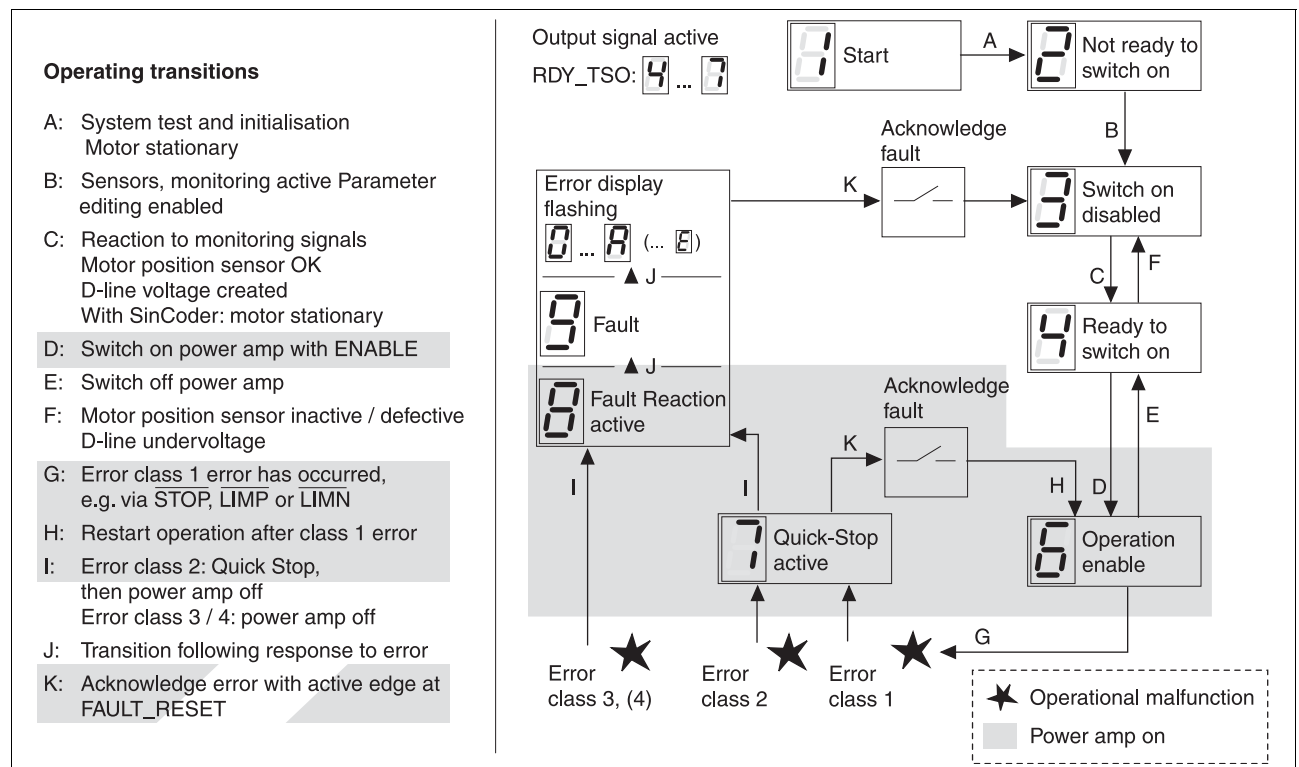 Operating transitions
A: System test and initialisation
Motor stationary
B: Sensors, monitoring active Parameter
editing enabled
C: Reaction to monitoring signals
Motor position sensor OK
D-line voltage created
With SinCoder: motor stationary
D: Switch on power amp with ENABLE
E: Switch off power amp
F: Motor position sensor inactive / defective
D-line undervoltage
G: Error class 1 error has occurred,
e.g. via STOP, LIMP or LIMN
H: Restart operation after class 1 error
I: Error class 2: Quick Stop,
then power amp off
Error class 3 / 4: power amp off
J: Transition following response to error
K: Acknowledge error with active edge at
FAULT_RESET
Output signal active
RDY_TSO: 4 ... 7
1 Start
A
2 Not ready to
switch on
B
Acknowledge
fault
K
Error display
flashing
0 ... A (... E)
J
3 Switch on
disabled
C
F
9 Fault
J
4 Ready to
switch on
8 Fault Reaction
active
Acknowledge
fault
K
E
I
I
H
D
7 Quick-Stop
active
6 Operation
enable
G
Error
class 3, (4)
Error
class 2
Error
class 1
Operational malfunction
Power amp on